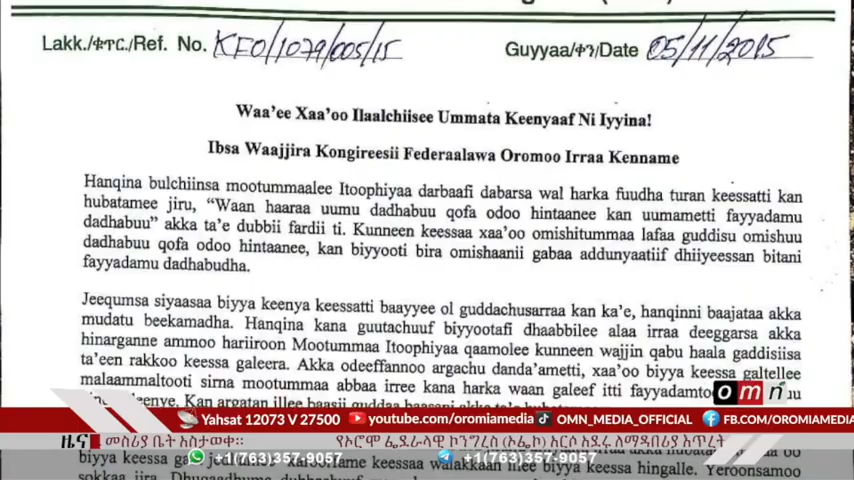 Lakk./ቁጥር./Ref. No. KFO/1079/005/15
Guyyaa/ቀን/Date 05/11/2015
Waa'ee Xaa'oo Ilaalchiisee Ummata Keenyaaf Ni Iyyina!
Ibsa Waajjira Kongireesii Federaalawa Oromoo Irraa Kenname
Hanqina bulchiinsa mootummaalee Itoophiyaa darbaafi dabarsa wal harka fuudha turan keessatti kan
hubatamee jiru, "Waan haaraa uumu dadhabuu qofa odoo hintaanee kan uumametti fayyadamu
dadhabuu" akka ta'e dubbii fardii ti. Kunneen keessaa xaa'oo omishitummaa lafaa guddisu omishuu
dadhabuu qofa odoo hintaanee, kan biyyooti bira omishaanii gabaa addunyaatiif dhiiyeessan bitani
fayyadamu dadhabudha.
Jeequmsa siyaasaa biyya keenya keessatti baayyee ol guddachusarraa kan ka'e, hanqinni baajataa akka
mudatu beekamadha. Hanqina kana guutachuuf biyyootafi dhaabbilee alaa irraa deeggarsa akka
hinarganne ammoo hariiroon Mootummaa Itoophiyaa qaamolee kunneen wajjin qabu haala gaddisiisa
ta'een rakkoo keessa galeera. Akka odeeffannoo argachu danda'ametti, xaa'oo biyya keessa galtellee
malaammaltooti sirna mootummaa abbaa irree kana harka waan galeef itti
omn
Yahsat 12073 V 27500 youtube.com/oromiamedia OMN_MEDIA_OFFICIAL FB.COM/OROMIAMEDIA
ዜና መስሪያ ቤት አስታወቀ። የኦሮሞ ፌዴራላዊ ኮንግረስ (ኦፌኮ) አርሶ አደሩ ለማዳበሪያ እጥረት
+1(763)357-9057 +1(763)357-9057
keessaa walakkaan illee biyya keessa hingalle. Yeroonsamoo